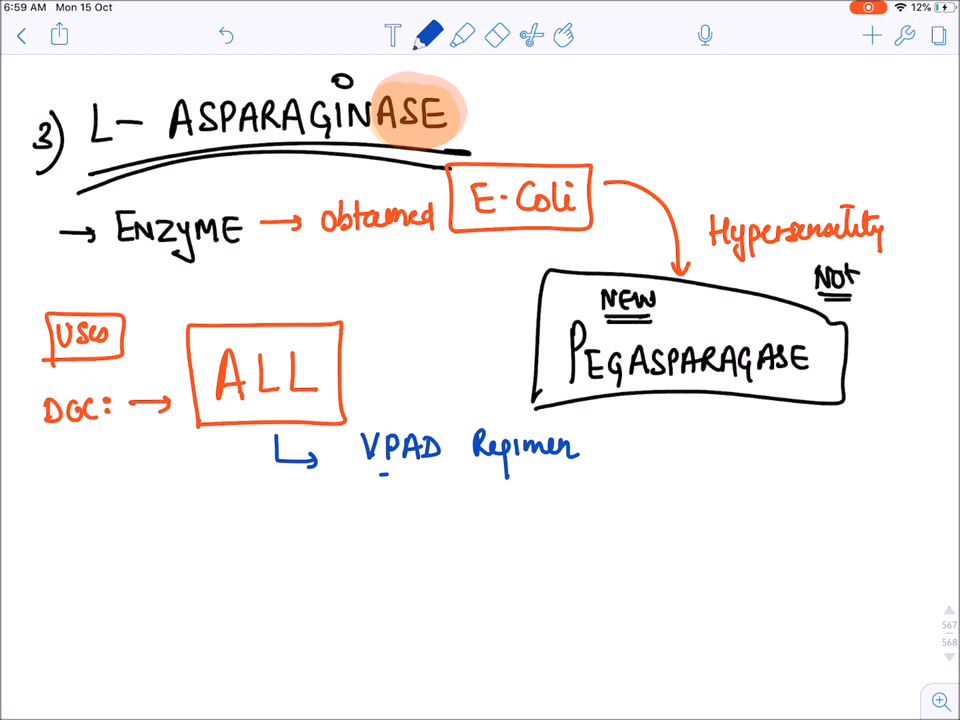 6:59 AM Mon 15 Oct
12%
T
3) L- ASPARAGINASE
→ ENZYME → obtained E-Coli
Hypersensitity
NOT
NEW
PEGASPARAGASE
Uses
DOC: → ALL
VPAD Regimen
567
568